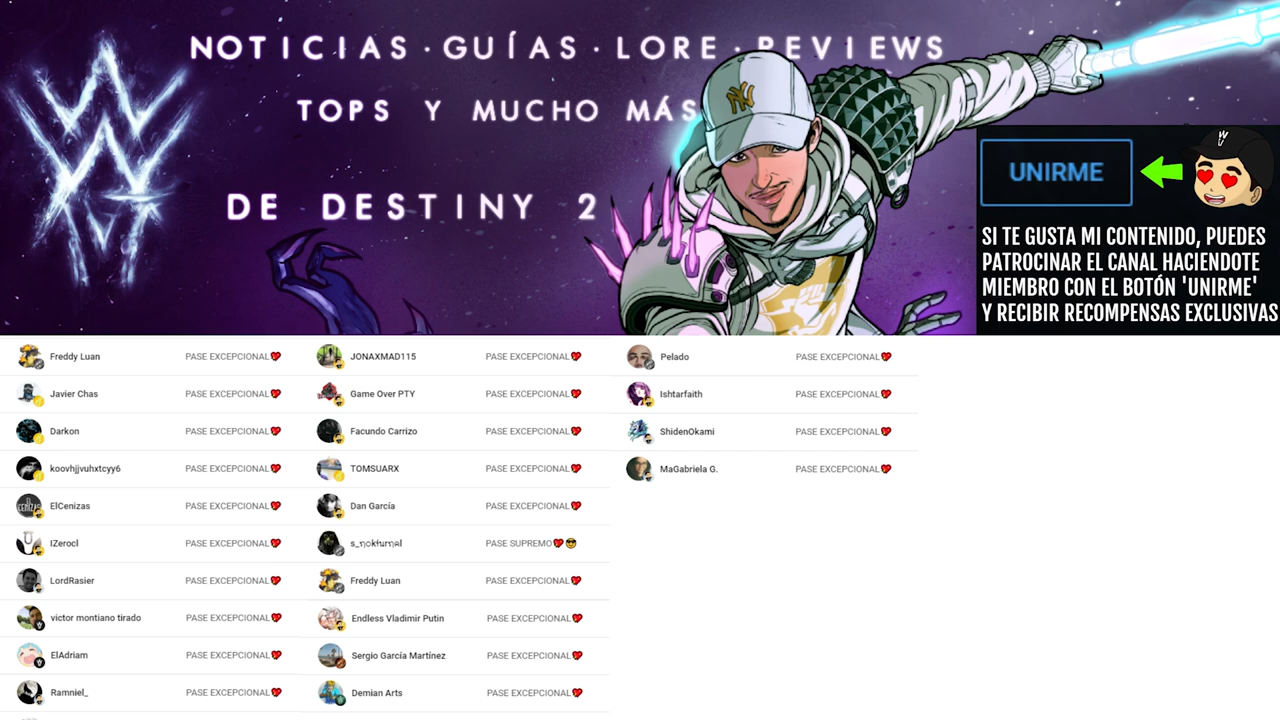 NOTICIAS · GUÍAS · LORE · REVIEWS
TOPS Y MUCHO MÁS
DE DESTINY 2
UNIRME
SI TE GUSTA MI CONTENIDO, PUEDES
PATROCINAR EL CANAL HACIENDOTE
MIEMBRO CON EL BOTÓN 'UNIRME'
Y RECIBIR RECOMPENSAS EXCLUSIVAS
Freddy Luan PASE EXCEPCIONAL
Javier Chas PASE EXCEPCIONAL
Darkon PASE EXCEPCIONAL
koovhjjvuhxtcyy6 PASE EXCEPCIONAL
ElCenizas PASE EXCEPCIONAL
IZerocl PASE EXCEPCIONAL
LordRasier PASE EXCEPCIONAL
victor montiano tirado PASE EXCEPCIONAL
ElAdriam PASE EXCEPCIONAL
Ramniel_ PASE EXCEPCIONAL
JONAXMAD115 PASE EXCEPCIONAL
Game Over PTY PASE EXCEPCIONAL
Facundo Carrizo PASE EXCEPCIONAL
TOMSUARX PASE EXCEPCIONAL
Dan García PASE EXCEPCIONAL
PASE SUPREMO
Freddy Luan PASE EXCEPCIONAL
Endless Vladimir Putin PASE EXCEPCIONAL
Sergio García Martínez PASE EXCEPCIONAL
Demian Arts PASE EXCEPCIONAL
Pelado PASE EXCEPCIONAL
Ishtarfaith PASE EXCEPCIONAL
ShidenOkami PASE EXCEPCIONAL
MaGabriela G. PASE EXCEPCIONAL